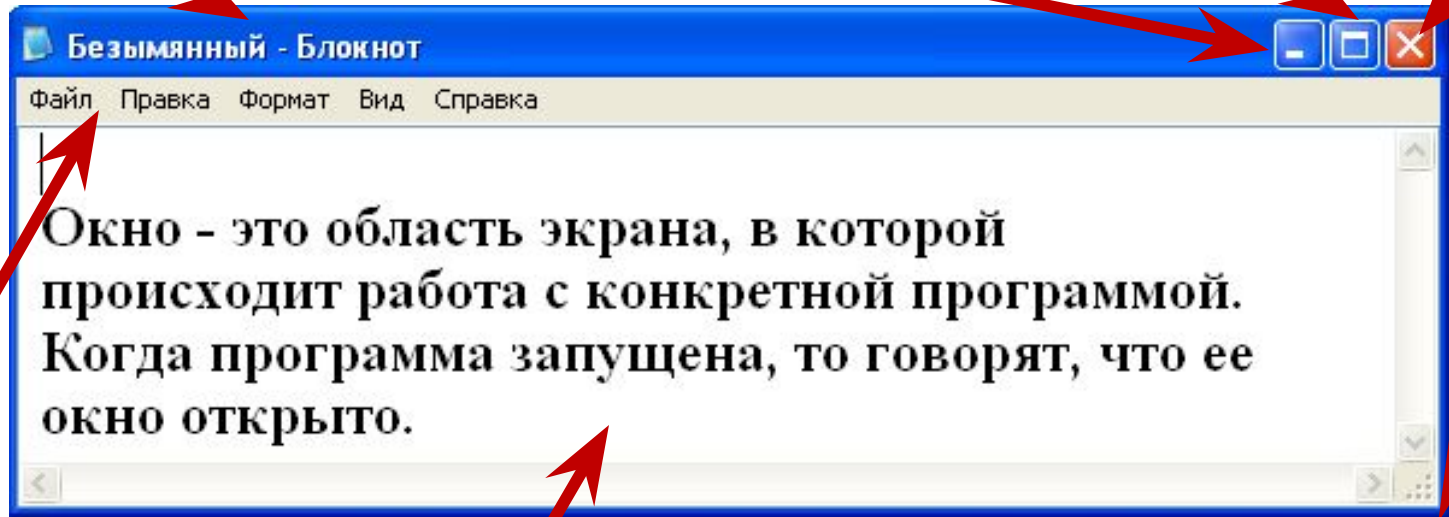 Безымянный - Блокнот
Файл Правка Формат Вид Справка
Окно - это область экрана, в которой
происходит работа с конкретной программой.
Когда программа запущена, то говорят, что ее
окно открыто.